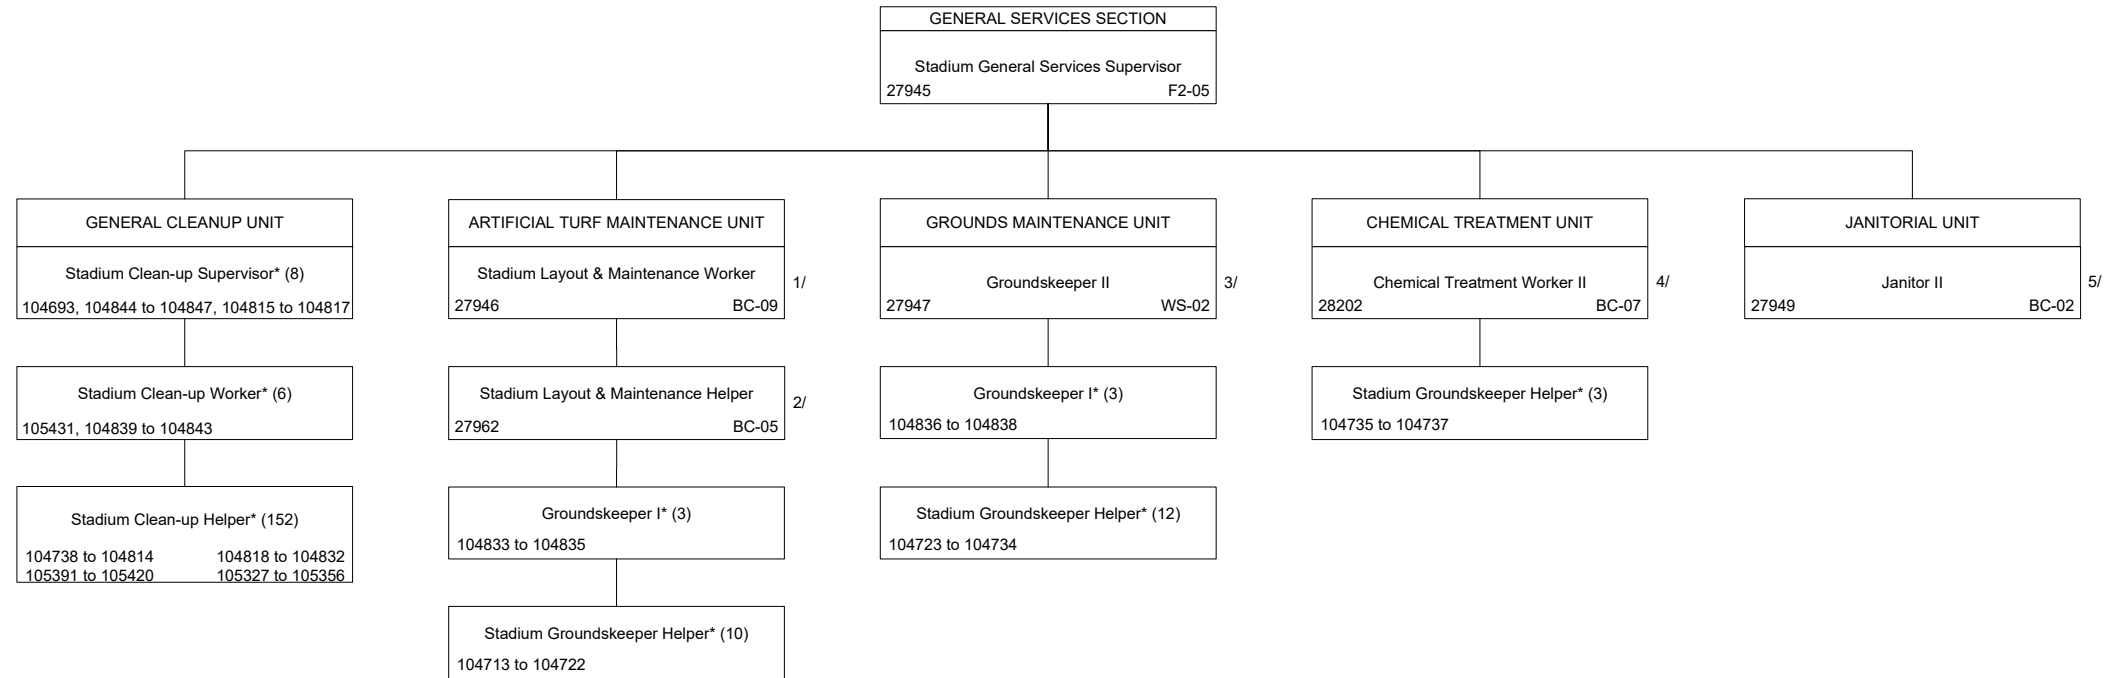 GENERAL SERVICES SECTION
Stadium General Services Supervisor
27945 F2-05
GENERAL CLEANUP UNIT
Stadium Clean-up Supervisor* (8)
104693, 104844 to 104847, 104815 to 104817
Stadium Clean-up Worker* (6)
105431, 104839 to 104843
Stadium Clean-up Helper* (152)
104738 to 104814 104818 to 104832
105391 to 105420 105327 to 105356
ARTIFICIAL TURF MAINTENANCE UNIT
Stadium Layout & Maintenance Worker
1/
27946 BC-09
Stadium Layout & Maintenance Helper
2/
27962 BC-05
Groundskeeper I* (3)
104833 to 104835
Stadium Groundskeeper Helper* (10)
104713 to 104722
GROUNDS MAINTENANCE UNIT
Groundskeeper II
3/
27947 WS-02
Groundskeeper I* (3)
104836 to 104838
Stadium Groundskeeper Helper* (12)
104723 to 104734
CHEMICAL TREATMENT UNIT
Chemical Treatment Worker II
4/
28202 BC-07
Stadium Groundskeeper Helper* (3)
104735 to 104737
JANITORIAL UNIT
Janitor II
5/
27949 BC-02